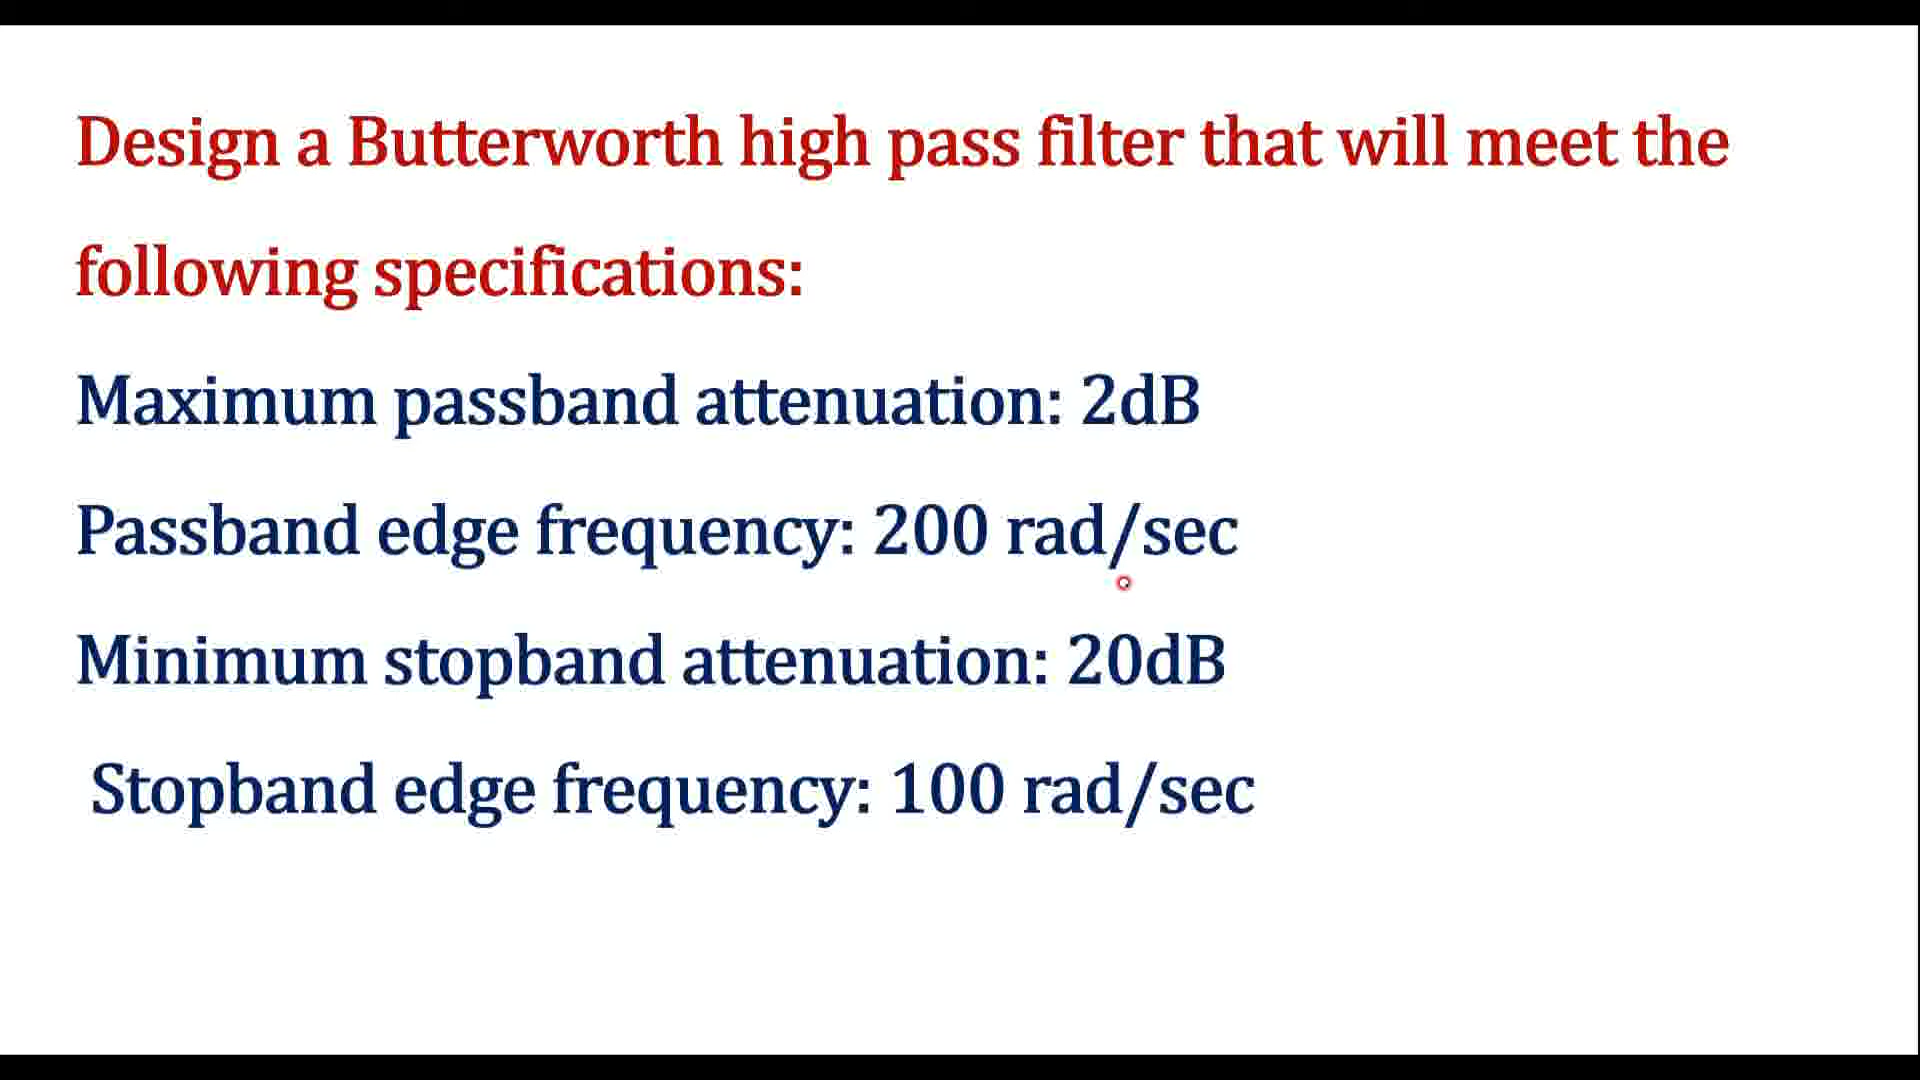 Design a Butterworth high pass filter that will meet the
following specifications:
Maximum passband attenuation: 2dB
Passband edge frequency: 200 rad/sec
Minimum stopband attenuation: 20dB
Stopband edge frequency: 100 rad/sec